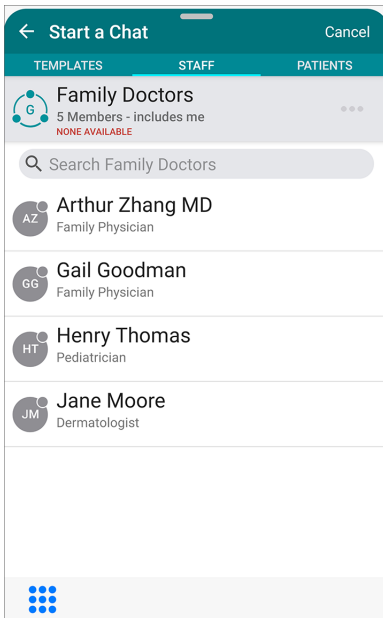 Start a Chat
Cancel
TEMPLATES
STAFF
PATIENTS
G
Family Doctors
5 Members - includes me
NONE AVAILABLE
Search Family Doctors
AZ
Arthur Zhang MD
Family Physician
GG
Gail Goodman
Family Physician
HT
Henry Thomas
Pediatrician
JM
Jane Moore
Dermatologist